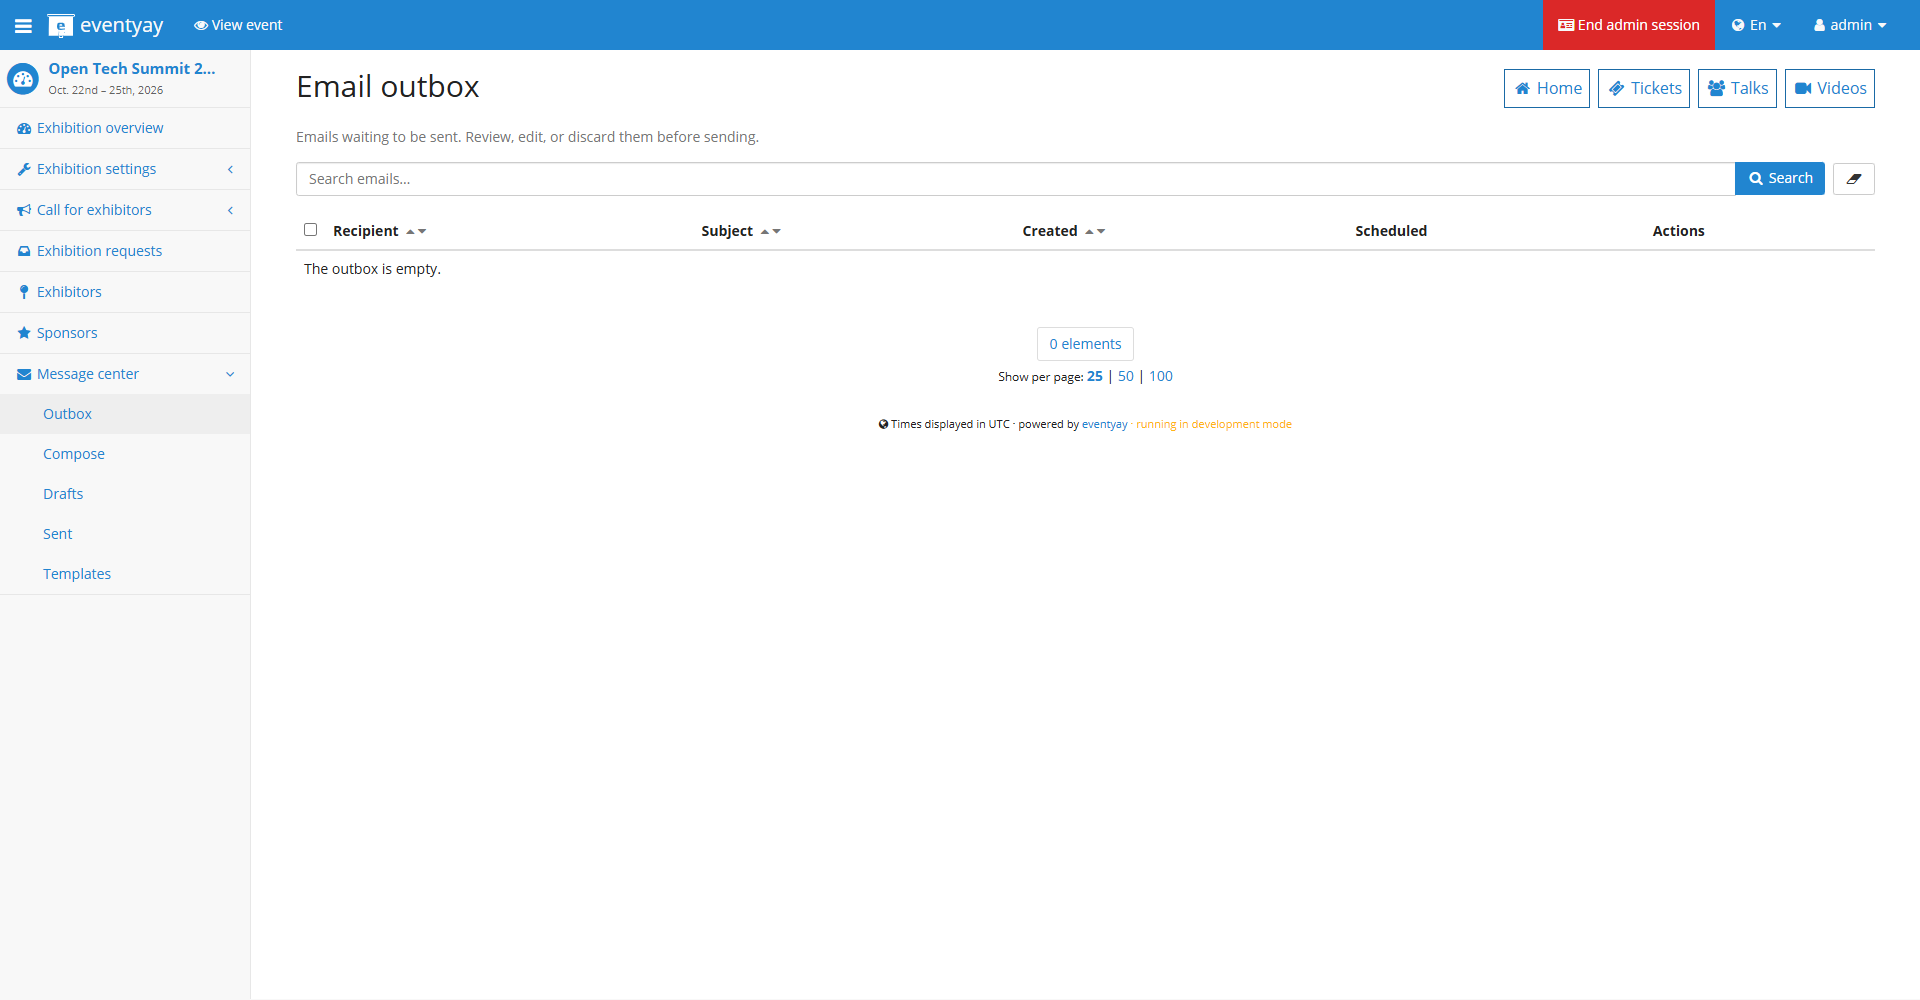 eventyay
View event
End admin session
En
admin
Open Tech Summit 2...
Oct. 22nd – 25th, 2026
Exhibition overview
Exhibition settings
Call for exhibitors
Exhibition requests
Exhibitors
Sponsors
Message center
Outbox
Compose
Drafts
Sent
Templates
Email outbox
Home
Tickets
Talks
Videos
Emails waiting to be sent. Review, edit, or discard them before sending.
Search emails...
Search
Recipient Subject Created Scheduled Actions
The outbox is empty.
0 elements
Show per page: 25 | 50 | 100
Times displayed in UTC · powered by eventyay · running in development mode